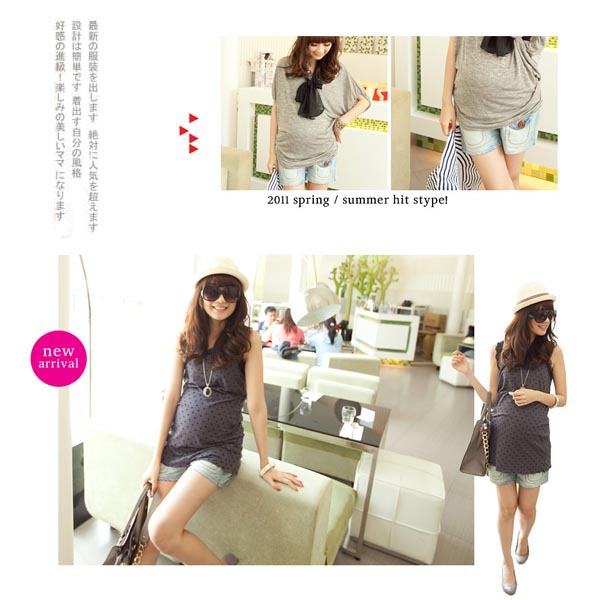 最新の服裝を出します 絶対に人気を超えます
設計は簡単です 着出す自分の風格
好感の進級！楽しみの美しいママ になります
2011 spring / summer hit stype!
new
arrival